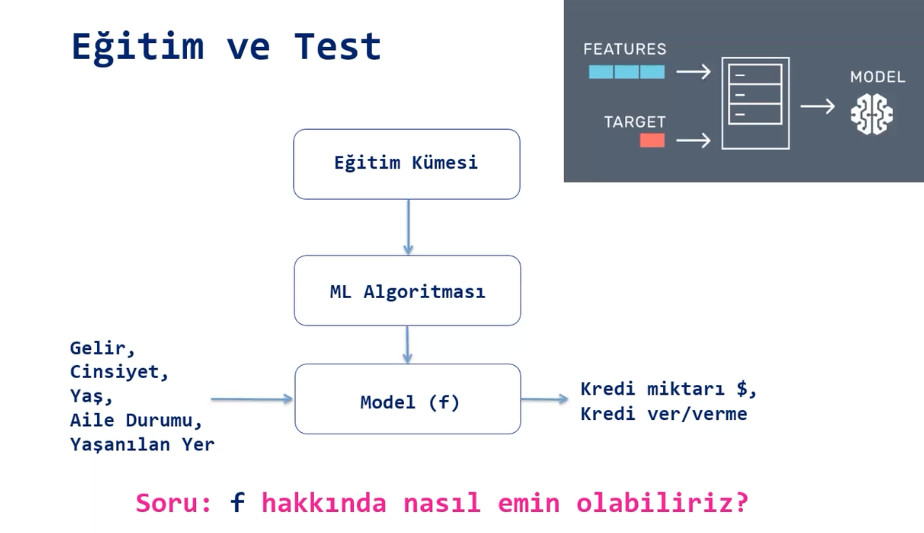 Eğitim ve Test
FEATURES
TARGET
MODEL
Eğitim Kümesi
ML Algoritması
Gelir,
Cinsiyet,
Yaş,
Aile Durumu,
Yaşanılan Yer
Model (f)
Kredi miktarı $,
Kredi ver/verme
Soru: f hakkında nasıl emin olabiliriz?